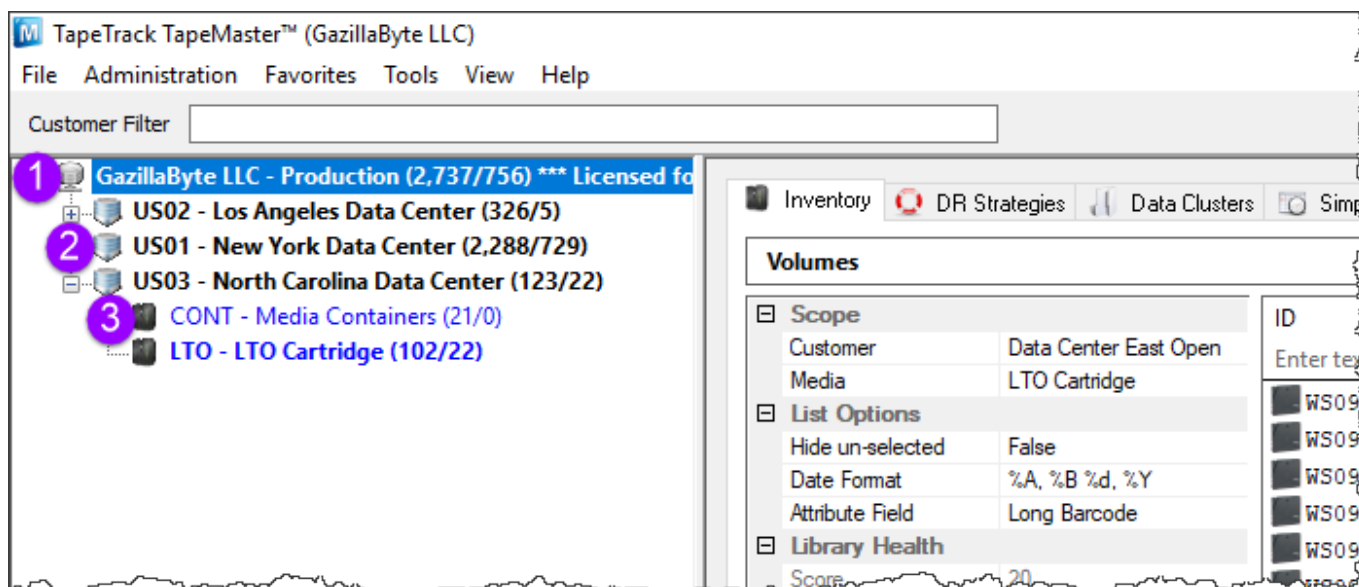 TapeTrack TapeMaster™ (GazillaByte LLC)
File Administration Favorites Tools View Help
Customer Filter
1 GazillaByte LLC - Production (2,737/756) *** Licensed fo
US02 - Los Angeles Data Center (326/5)
2 US01 - New York Data Center (2,288/729)
US03 - North Carolina Data Center (123/22)
3 CONT - Media Containers (21/0)
LTO - LTO Cartridge (102/22)
Inventory DR Strategies Data Clusters Simp
Volumes
Scope
Customer Data Center East Open
Media LTO Cartridge
List Options
Hide un-selected False
Date Format %A, %B %d, %Y
Attribute Field Long Barcode
Library Health
Score 20
ID
Enter tex
WS09
WS09
WS09
WS09
WS09